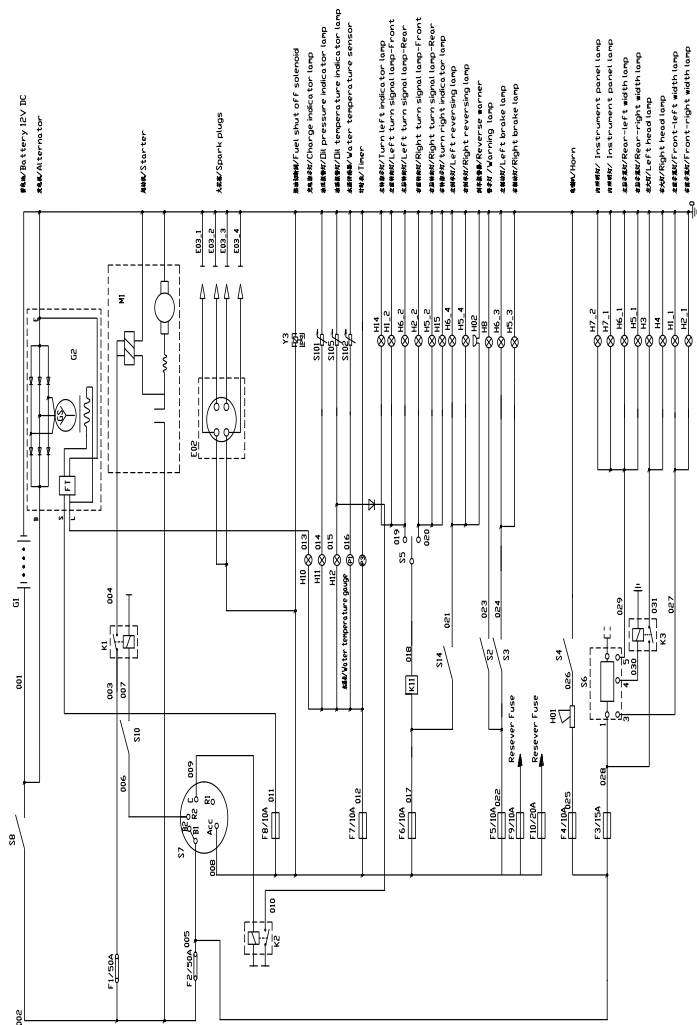 /Battery 12V DC
/Alternator
/Starter
/Spark plugs
/Fuel shut off solenoid
/Charge indicator lamp
/Oil pressure indicator lamp
/Oil temperature indicator lamp
/Water temperature sensor
/Timer
/Turn left indicator lamp
/Left turn signal lamp-Front
/Left turn signal lamp-Rear
/Right turn signal lamp-Front
/Right turn signal lamp-Rear
/turn right indicator lamp
/Left reversing lamp
/Right reversing lamp
/Reverse warner
/Warning lamp
/Left brake lamp
/Right brake lamp
/Horn
/ Instrument panel lamp
/ Instrument panel lamp
/Rear-left width lamp
/Rear-right width lamp
/Left head lamp
/Right head lamp
/Front-left width lamp
/Front-right width lamp
E03_1
E03_2
E03_3
E03_4
M1
G2
GS
FT
B
S
L
E02
Y3
S101
S105
S102
H14
H1_2
H6_2
H2_2
H5_2
H15
H6_4
H5_4
H02
H8
H6_3
H5_3
H7_2
H7_1
H6_1
H5_1
H3
H4
H1_1
H2_1
G1
001
004
K1
003
007
S10
006
009
013
014
015
016
H10
H11
H12
/Water temperature gauge
019
020
S5
018
K11
021
S14
023
024
S2
S3
S4
026
H01
S6
029
031
030
027
K3
1
3
4
5
028
Resever Fuse
Resever Fuse
S8
S7
B2
B1
R2
C
R1
Acc
008
011
F8/10A
012
F7/10A
017
F6/10A
022
F5/10A
F9/10A
F10/20A
025
F4/10A
F3/15A
010
K2
005
F1/50A
F2/50A
002